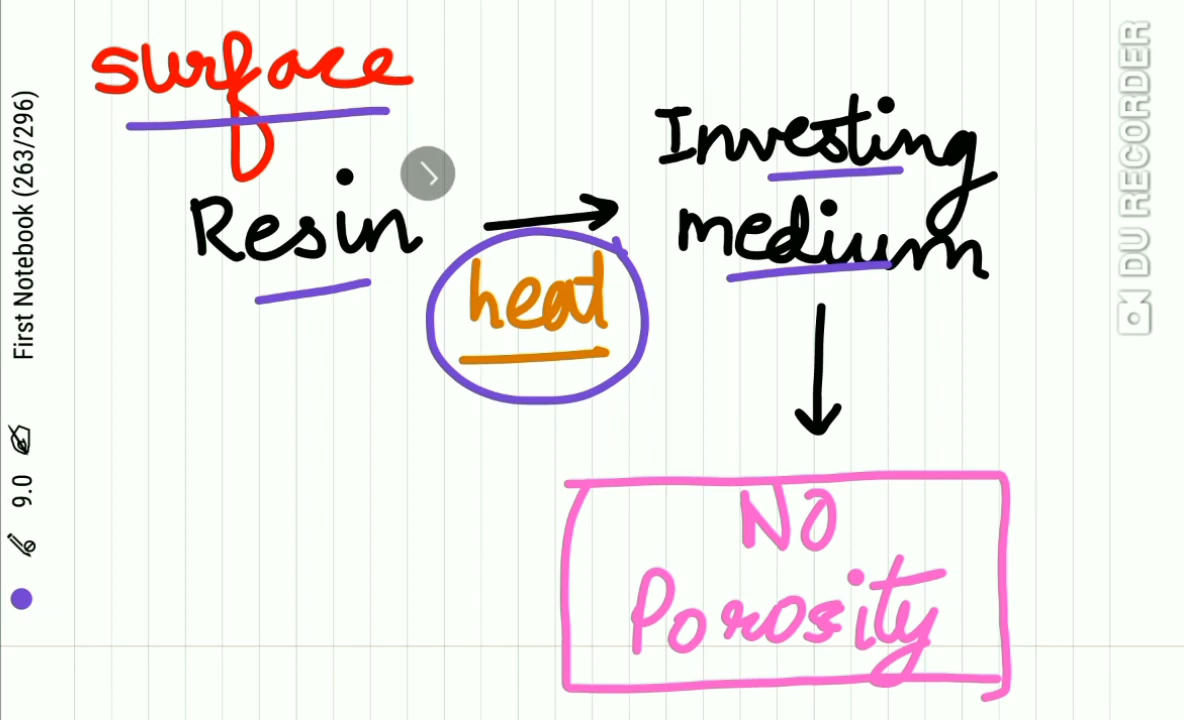 surface
Resin
heat
Investing
medium
NO
Porosity
First Notebook (263/296)
9.0
DU RECORDER